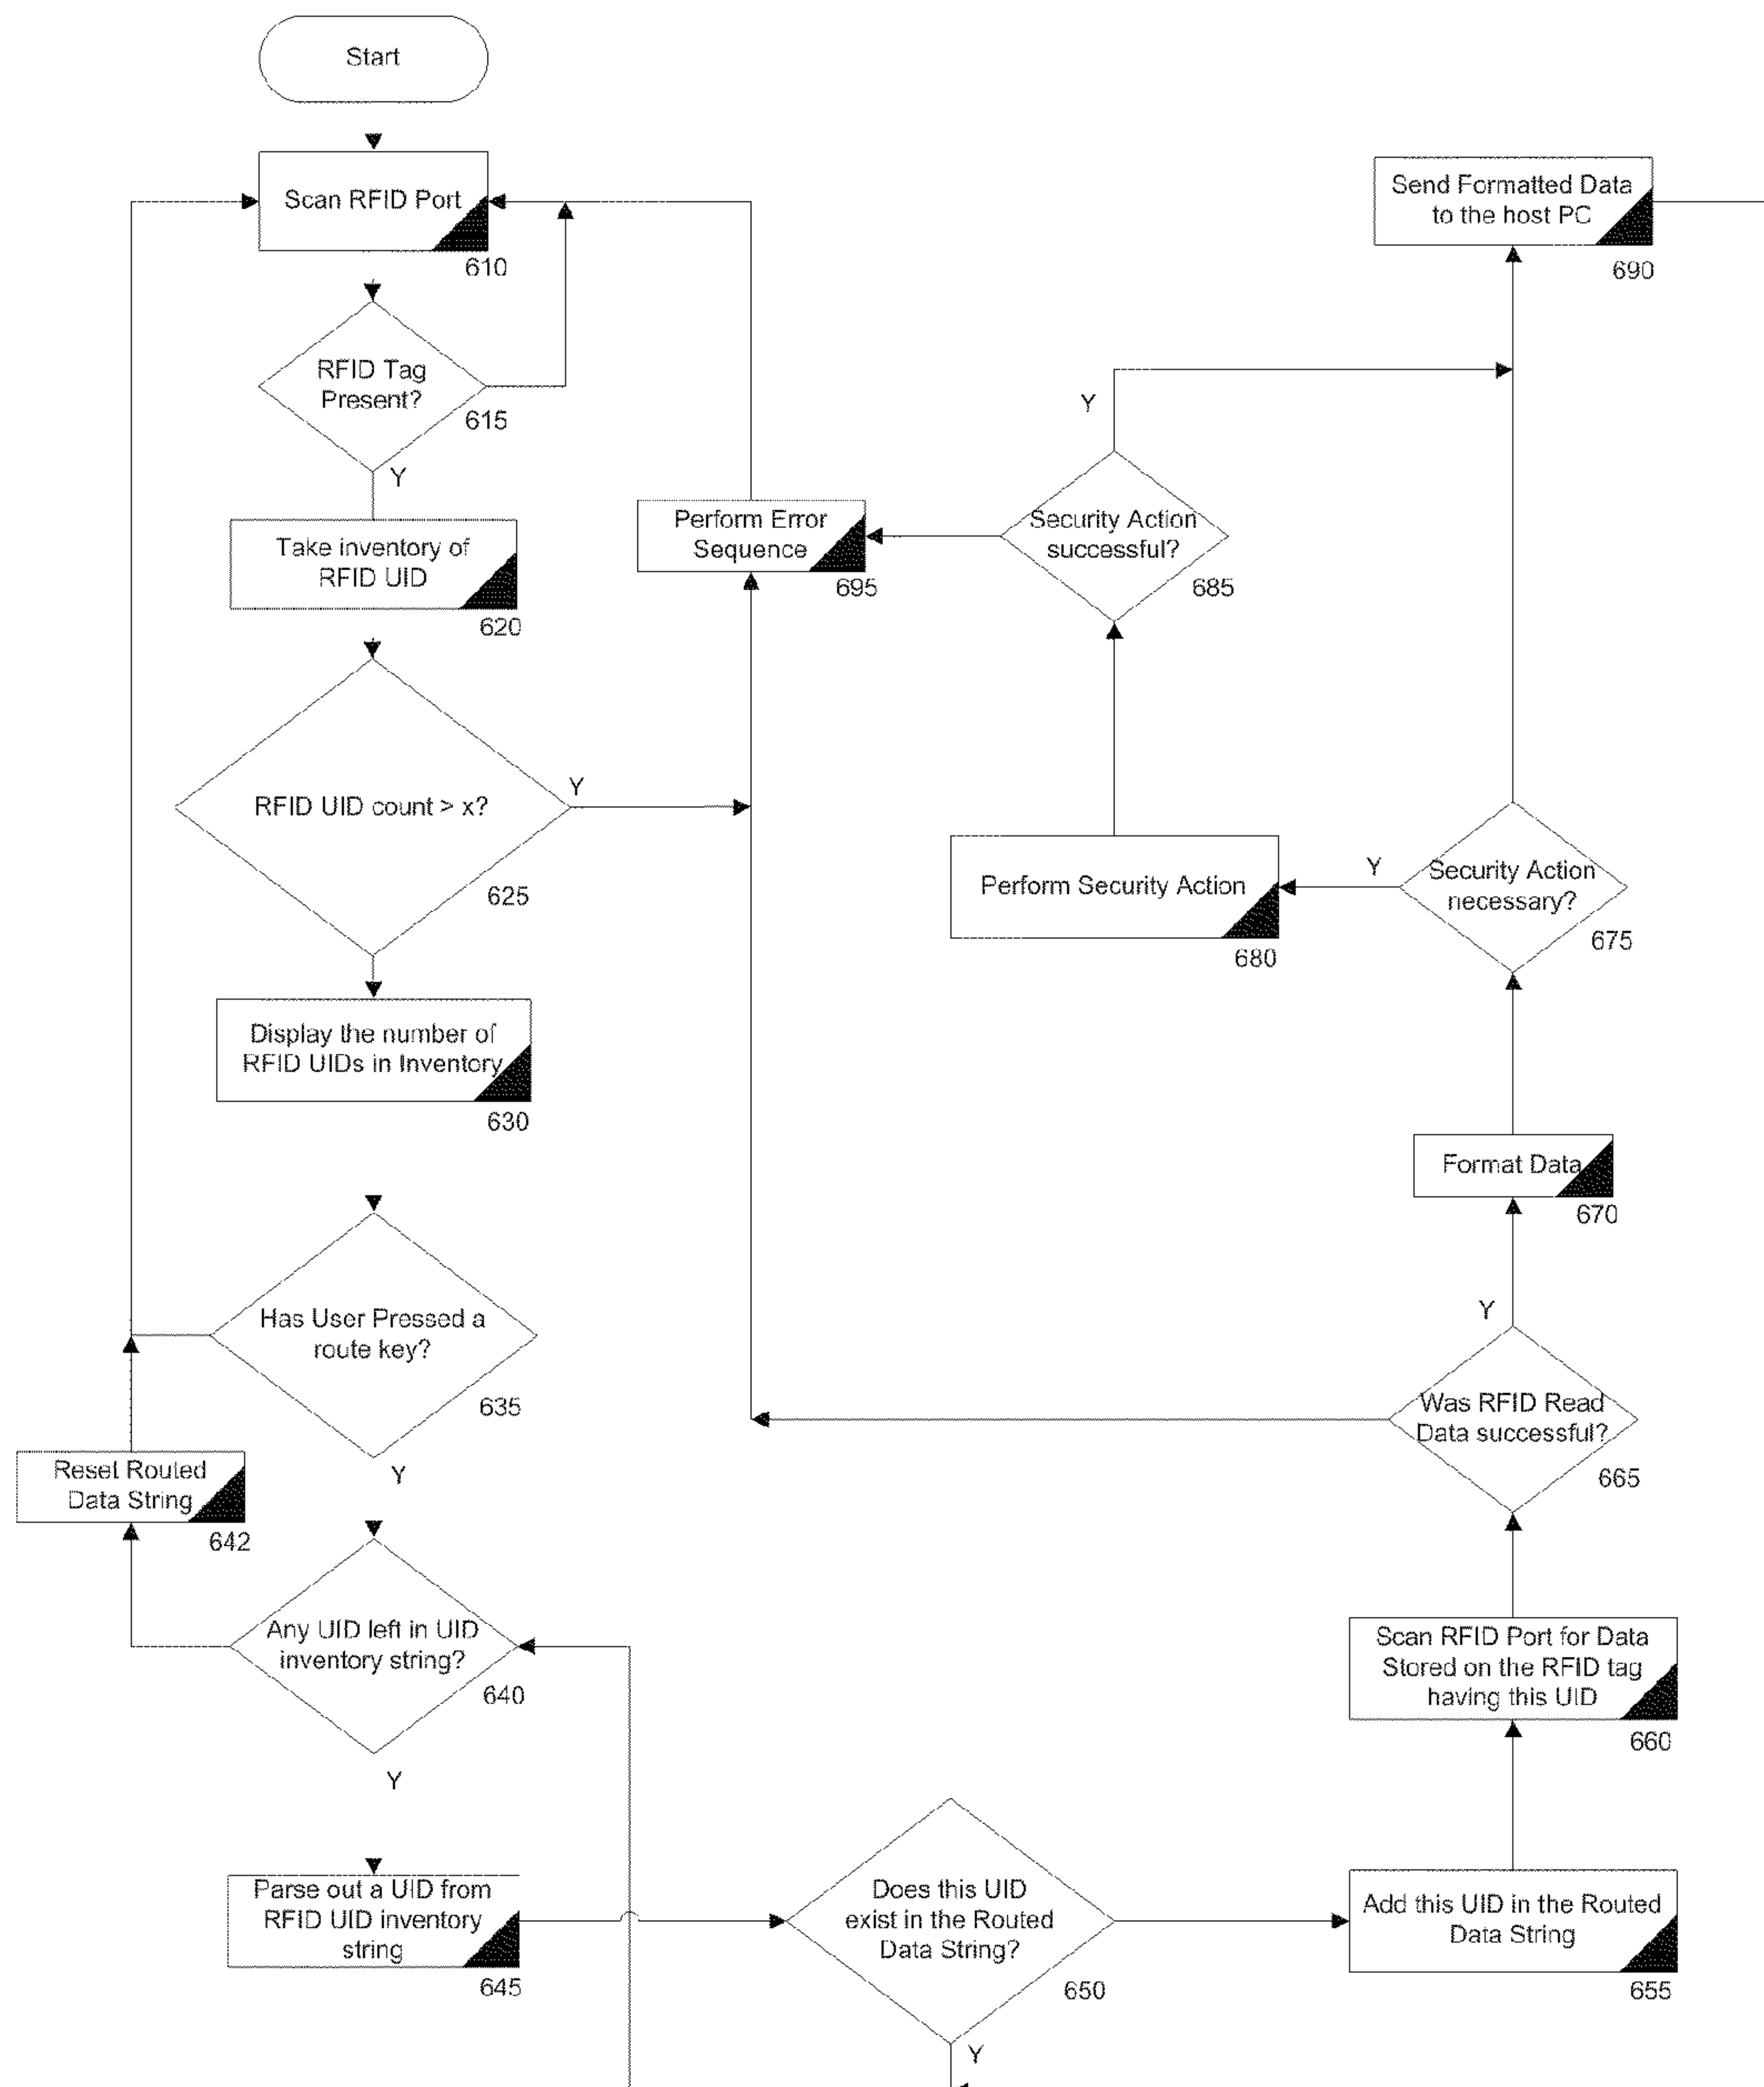 Start
Scan RFID Port
610
RFID Tag
Present?
615
Y
Take inventory of
RFID UID
620
RFID UID count > x?
Y
625
Display the number of
RFID UIDs in Inventory
630
Has User Pressed a
route key?
635
Y
Reset Routed
Data String
642
Any UID left in UID
inventory string?
640
Y
Parse out a UID from
RFID UID inventory
string
645
Does this UID
exist in the Routed
Data String?
650
Y
Add this UID in the Routed
Data String
655
Scan RFID Port for Data
Stored on the RFID tag
having this UID
660
Was RFID Read
Data successful?
665
Y
Format Data
670
Security Action
necessary?
675
Y
Perform Security Action
680
Security Action
successful?
685
Y
Perform Error
Sequence
695
Send Formatted Data
to the host PC
690